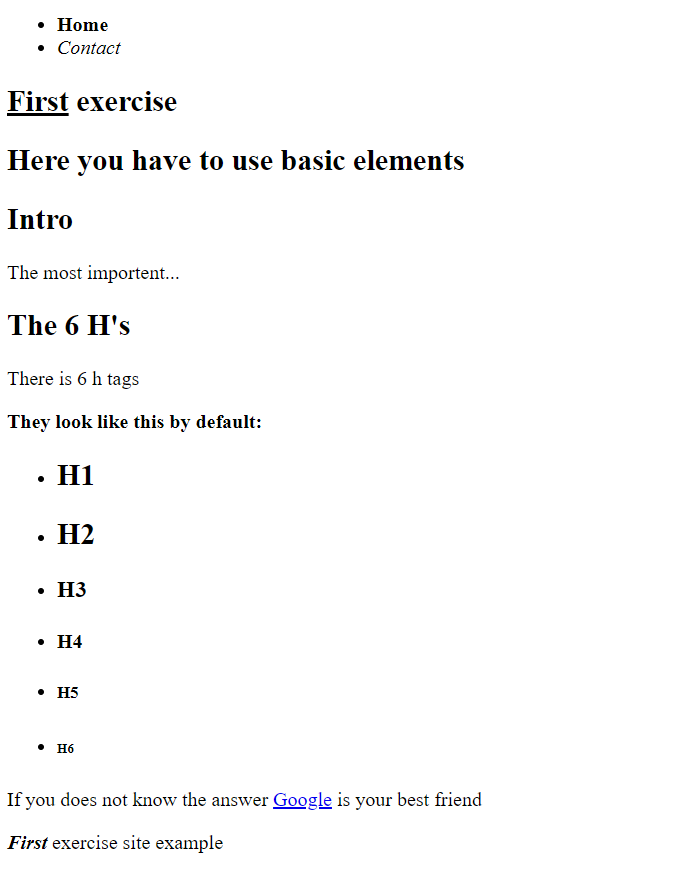 Home
Contact
First exercise
Here you have to use basic elements
Intro
The most importent...
The 6 H's
There is 6 h tags
They look like this by default:
H1
H2
H3
H4
H5
H6
If you does not know the answer Google is your best friend
First exercise site example